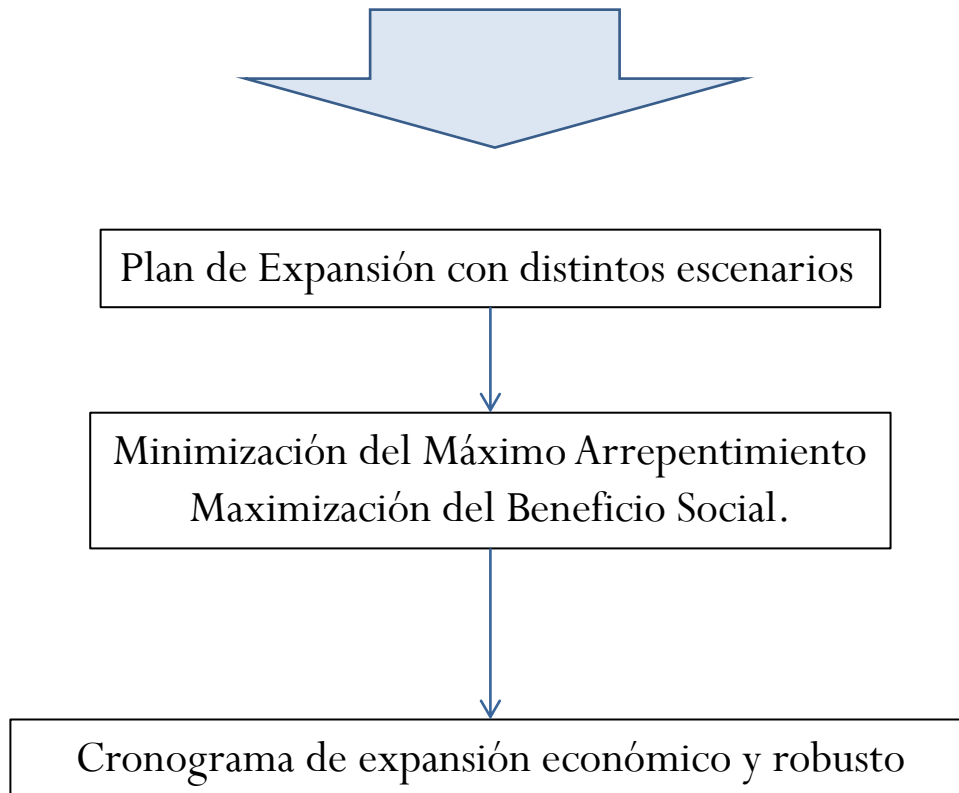 Plan de Expansión con distintos escenarios
Minimización del Máximo Arrepentimiento
Maximización del Beneficio Social.
Cronograma de expansión económico y robusto